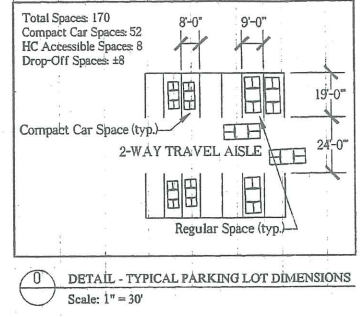 Total Spaces: 170
Compact Car Spaces: 52
HC Accessible Spaces: 8
Drop-Off Spaces: ±8
8'-0"
9'-0"
19'-0"
Compact Car Space (typ.)
24'-0"
2-WAY TRAVEL AISLE
Regular Space (typ.)
0
DETAIL - TYPICAL PARKING LOT DIMENSIONS
Scale: 1" = 30'